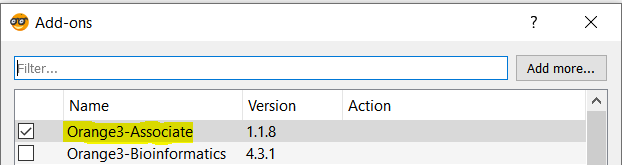 Add-ons
Filter...
Add more...
Name Version Action
Orange3-Associate 1.1.8
Orange3-Bioinformatics 4.3.1